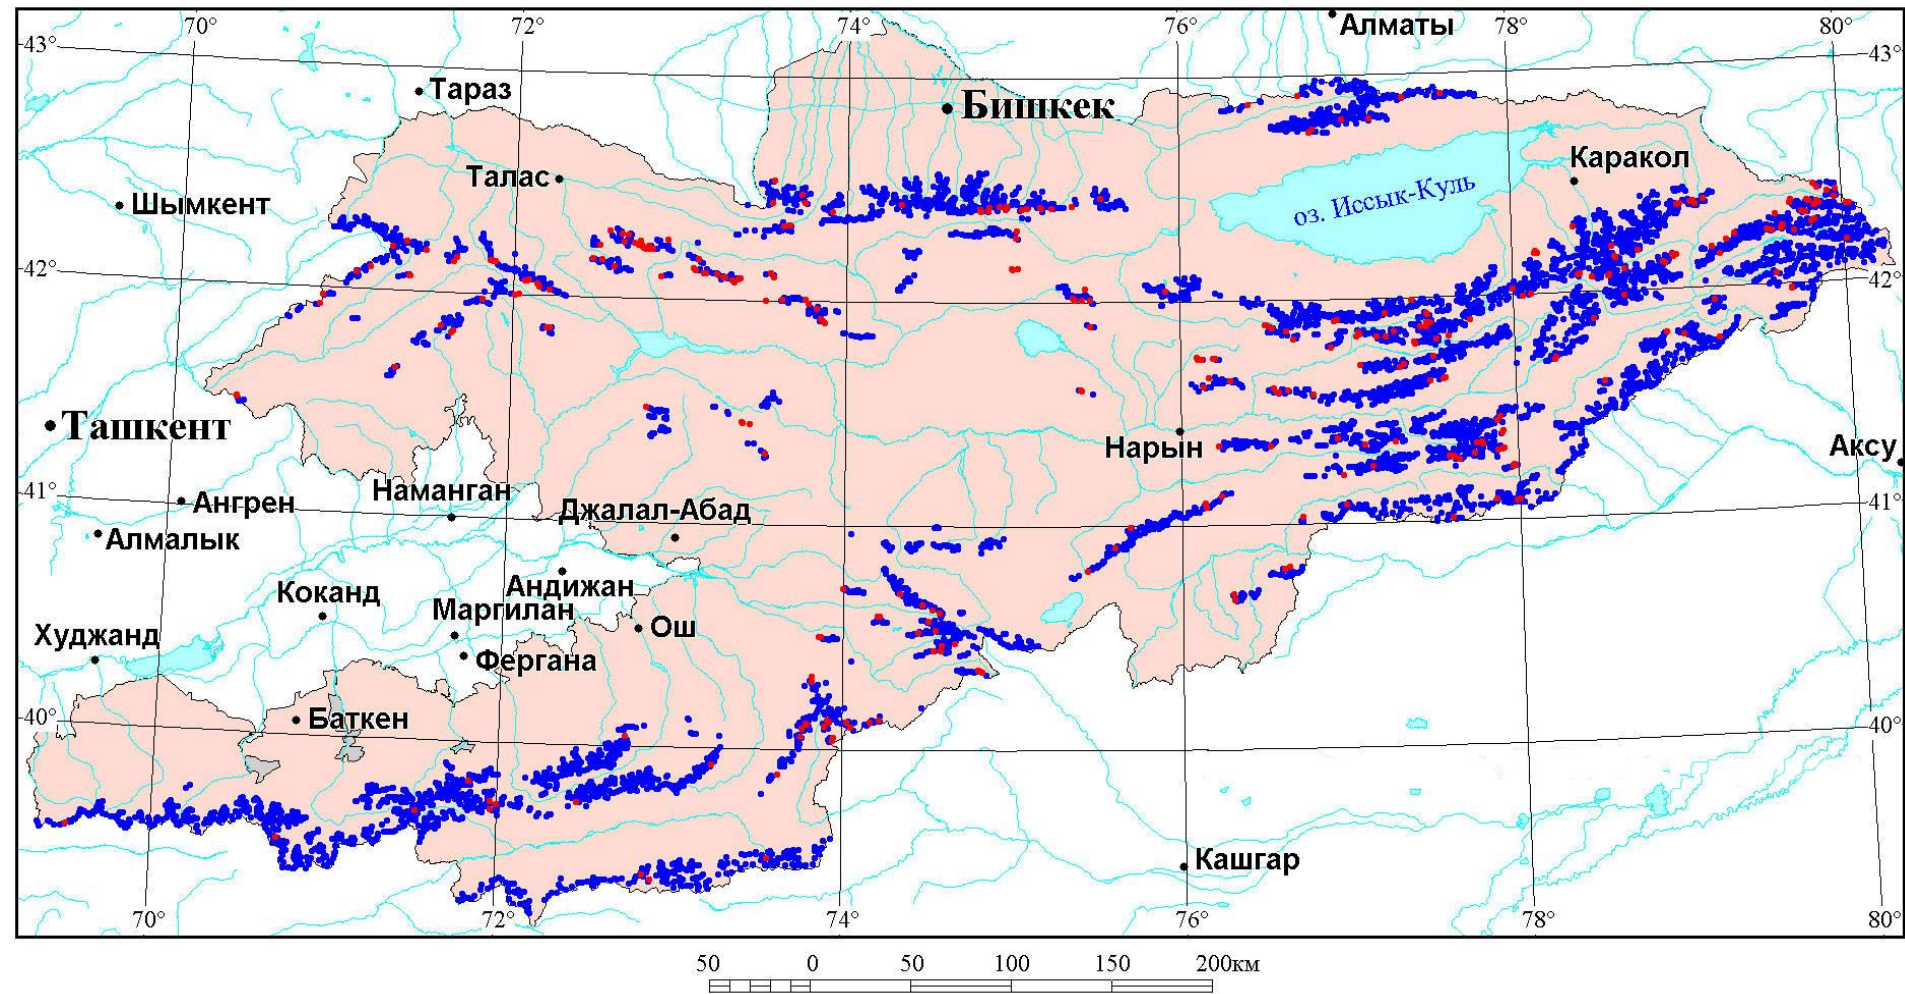 70°
72°
74°
76°
78°
80°
Алматы
43°
43°
Тараз
Бишкек
Каракол
Талас
Шымкент
оз. Иссык-Куль
42°
42°
Ташкент
Нарын
Аксу
41°
41°
Наманган
Ангрен
Джалал-Абад
Алмалык
Андижан
Коканд
Маргилан
Худжанд
Ош
Фергана
40°
40°
Баткен
Кашгар
70°
72°
74°
76°
78°
80°
50 0 50 100 150 200км